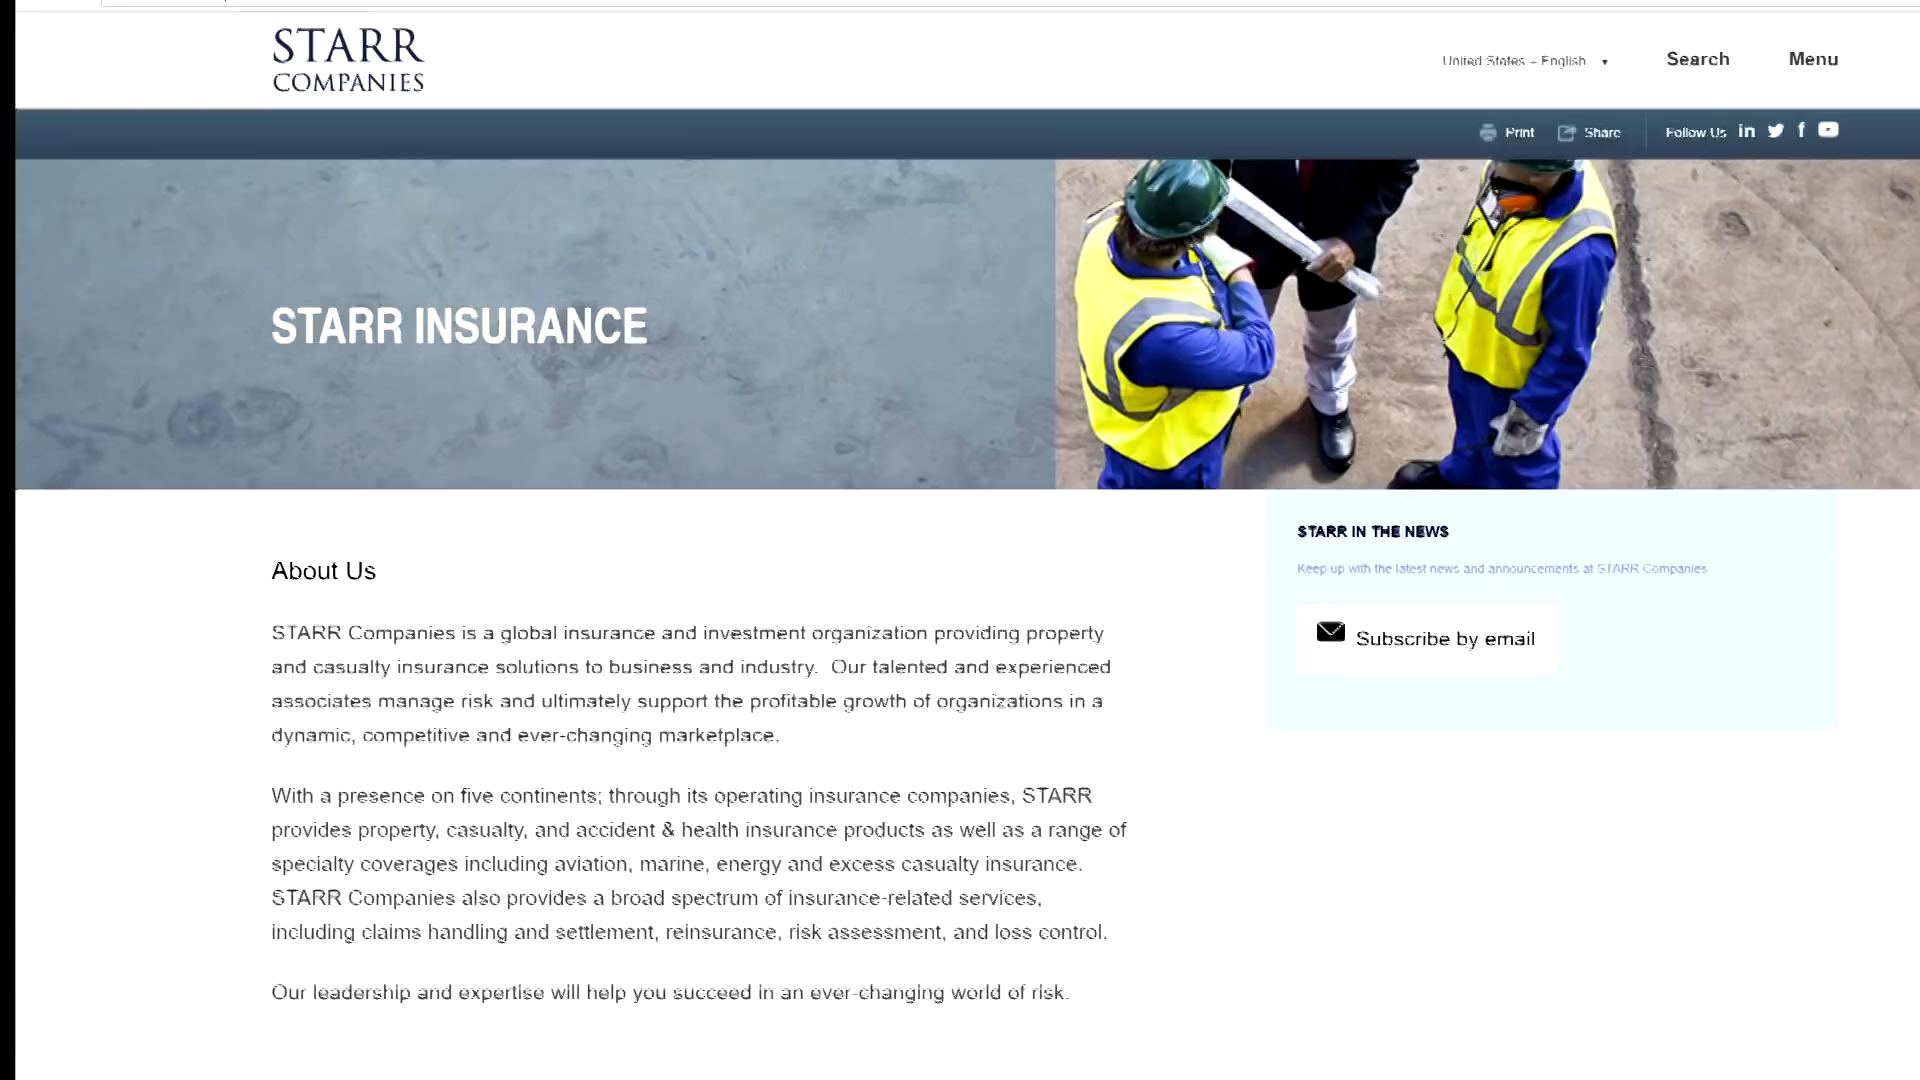 STARR
COMPANIES
United States – English
Search
Menu
Print
Share
Follow Us
STARR INSURANCE
STARR IN THE NEWS
Keep up with the latest news and announcements at STARR Companies
Subscribe by email
About Us
STARR Companies is a global insurance and investment organization providing property
and casualty insurance solutions to business and industry. Our talented and experienced
associates manage risk and ultimately support the profitable growth of organizations in a
dynamic, competitive and ever-changing marketplace.
With a presence on five continents; through its operating insurance companies, STARR
provides property, casualty, and accident & health insurance products as well as a range of
specialty coverages including aviation, marine, energy and excess casualty insurance.
STARR Companies also provides a broad spectrum of insurance-related services,
including claims handling and settlement, reinsurance, risk assessment, and loss control.
Our leadership and expertise will help you succeed in an ever-changing world of risk.